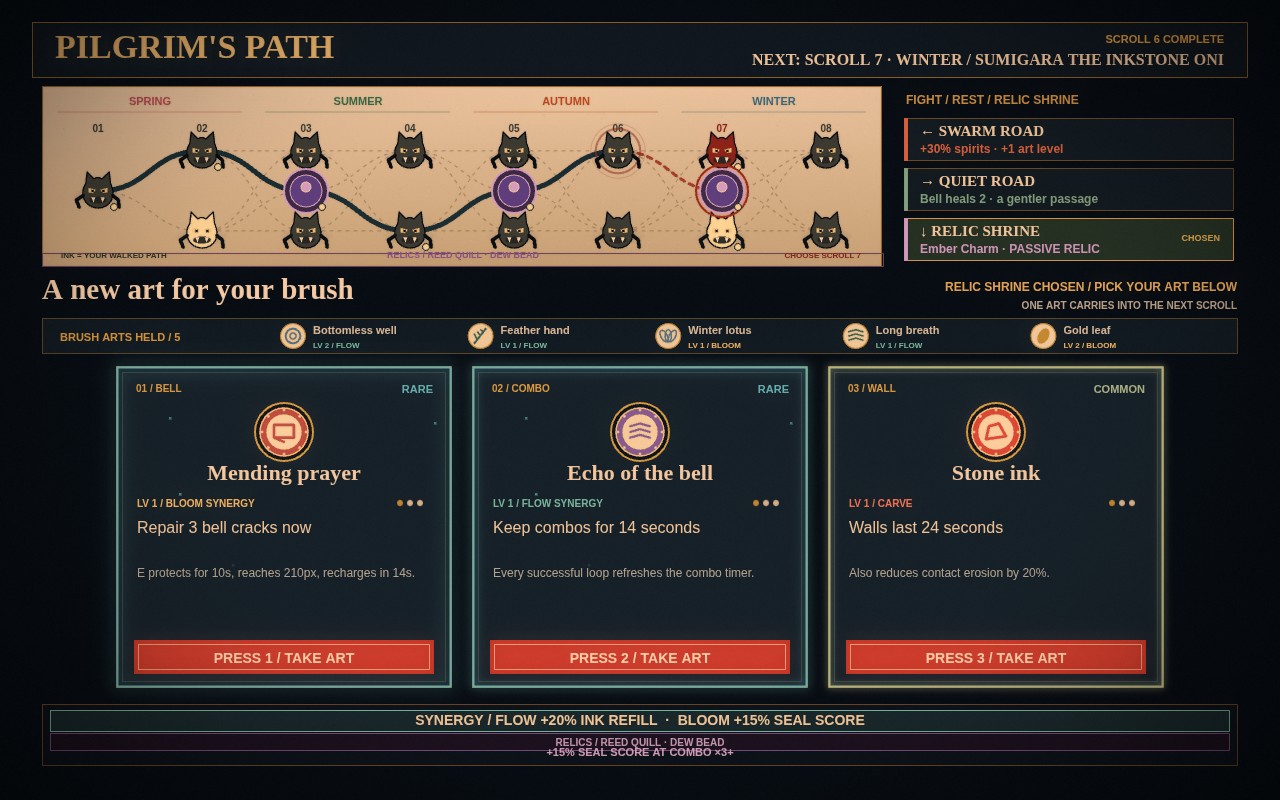 PILGRIM'S PATH
SCROLL 6 COMPLETE
NEXT: SCROLL 7 · WINTER / SUMIGARA THE INKSTONE ONI
SPRING
SUMMER
AUTUMN
WINTER
01
02
03
04
05
06
07
08
INK = YOUR WALKED PATH
RELICS / REED QUILL · DEW BEAD
CHOOSE SCROLL 7
FIGHT / REST / RELIC SHRINE
← SWARM ROAD
+30% spirits · +1 art level
→ QUIET ROAD
Bell heals 2 · a gentler passage
↓ RELIC SHRINE
Ember Charm · PASSIVE RELIC
CHOSEN
A new art for your brush
RELIC SHRINE CHOSEN / PICK YOUR ART BELOW
ONE ART CARRIES INTO THE NEXT SCROLL
BRUSH ARTS HELD / 5
Bottomless well
LV 2 / FLOW
Feather hand
LV 1 / FLOW
Winter lotus
LV 1 / BLOOM
Long breath
LV 1 / FLOW
Gold leaf
LV 2 / BLOOM
01 / BELL
RARE
Mending prayer
LV 1 / BLOOM SYNERGY
Repair 3 bell cracks now
E protects for 10s, reaches 210px, recharges in 14s.
PRESS 1 / TAKE ART
02 / COMBO
RARE
Echo of the bell
LV 1 / FLOW SYNERGY
Keep combos for 14 seconds
Every successful loop refreshes the combo timer.
PRESS 2 / TAKE ART
03 / WALL
COMMON
Stone ink
LV 1 / CARVE
Walls last 24 seconds
Also reduces contact erosion by 20%.
PRESS 3 / TAKE ART
SYNERGY / FLOW +20% INK REFILL · BLOOM +15% SEAL SCORE
RELICS / REED QUILL · DEW BEAD
+15% SEAL SCORE AT COMBO ×3+